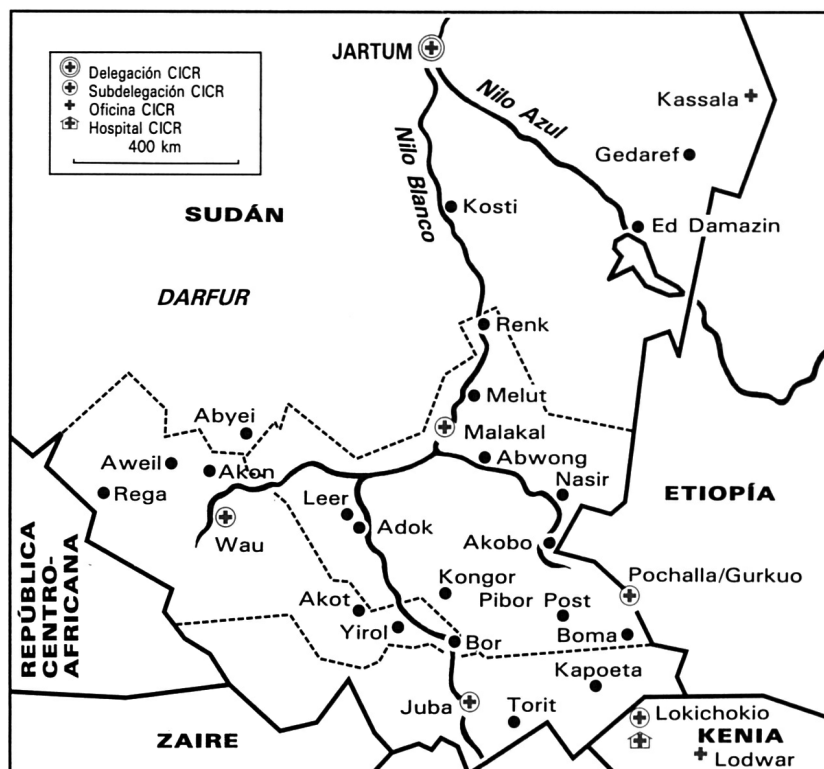 JARTUM
Delegación CICR
Subdelegación CICR
Oficina CICR
Hospital CICR
400 km
Nilo Azul
Kassala
Gedaref
Nilo Blanco
SUDÁN
Kosti
Ed Damazin
DARFUR
Renk
Melut
Abyei
Malakal
Aweil
Akon
Abwong
Nasir
Rega
ETIOPÍA
Leer
Adok
Wau
Akobo
REPÚBLICA
CENTRO-
AFRICANA
Kongor
Pochalla/Gurkuo
Akot
Pibor Post
Yirol
Bor
Boma
Kapoeta
Juba
Torit
Lokichokio
ZAIRE
KENIA
Lodwar